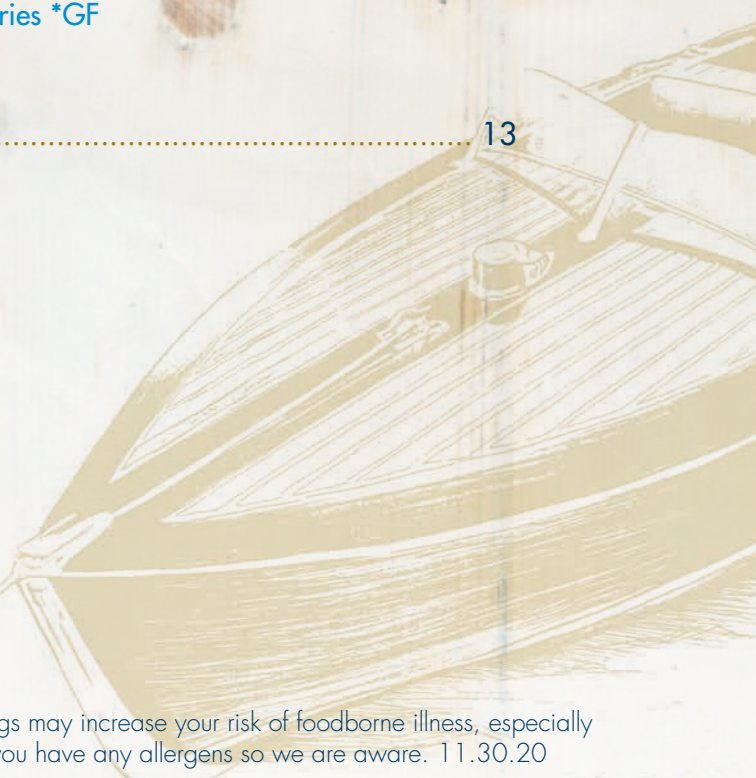 ries *GF
........................................................................................ 13
gs may increase your risk of foodborne illness, especially
you have any allergens so we are aware. 11.30.20